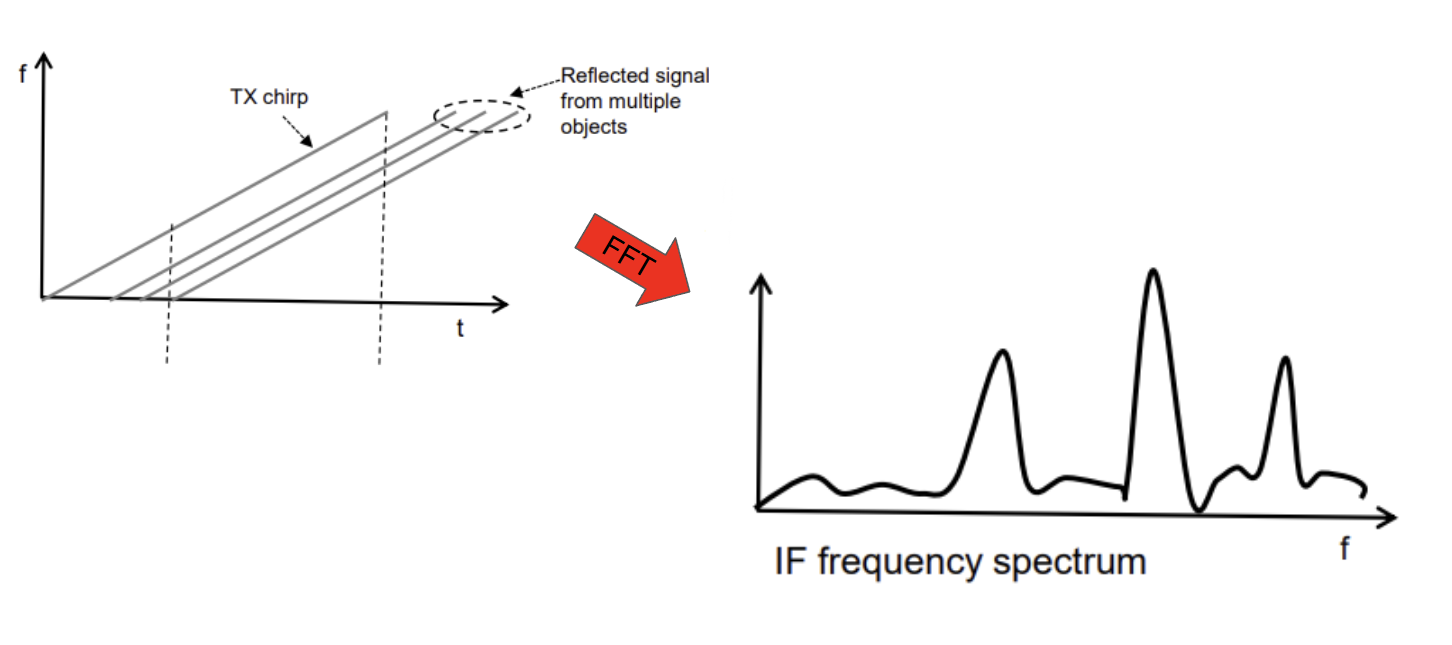 f
TX chirp
Reflected signal
from multiple
objects
t
FFT
f
IF frequency spectrum